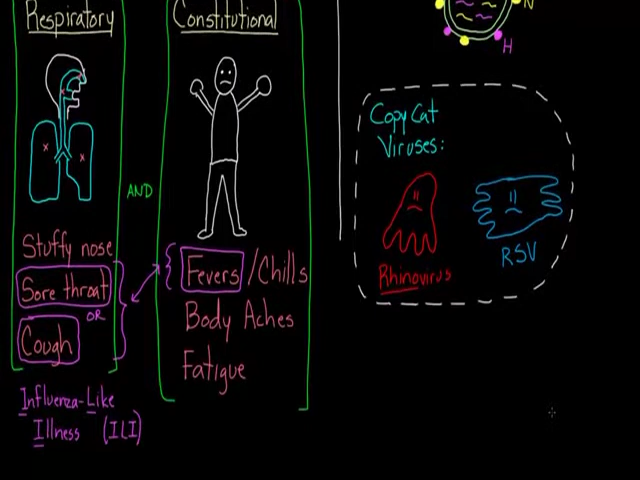 Respiratory
Constitutional
N
H
CopyCat
Viruses:
AND
Rhinovirus
RSV
Stuffy nose
Sore throat
OR
Cough
Fevers/Chills
Body Aches
Fatigue
Influenza-Like
Illness (ILI)